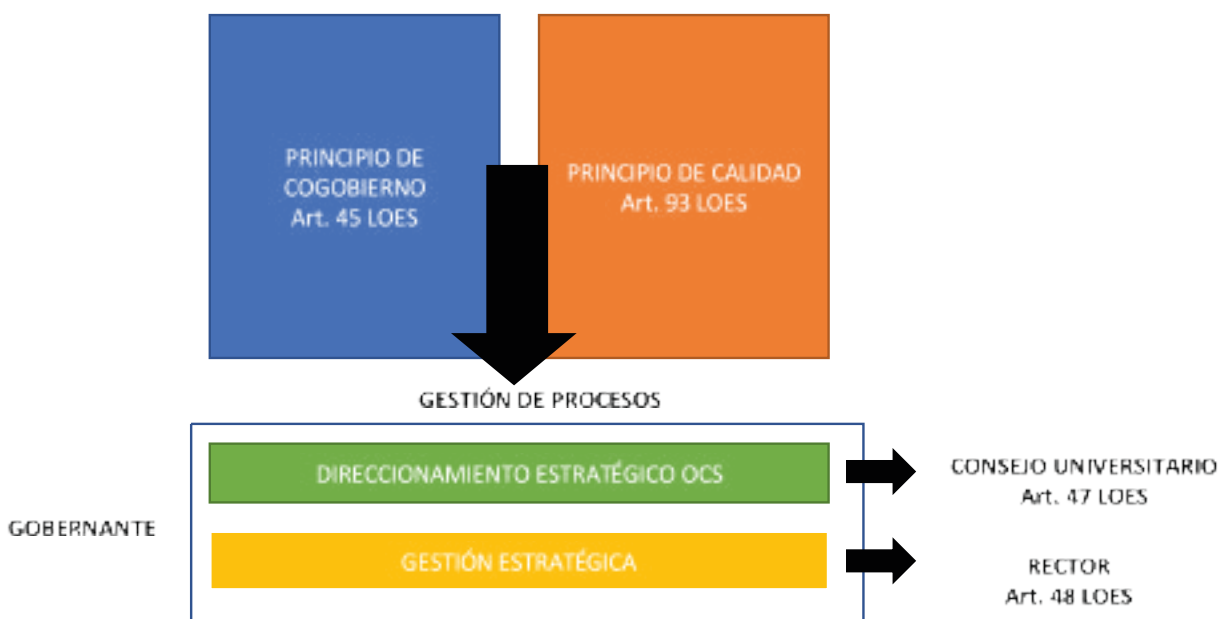 PRINCIPIO DE
COGOBIERNO
Art. 45 LOES
PRINCIPIO DE CALIDAD
Art. 93 LOES
GESTIÓN DE PROCESOS
GOBERNANTE
DIRECCIONAMIENTO ESTRATÉGICO OCS
CONSEJO UNIVERSITARIO
Art. 47 LOES
GESTIÓN ESTRATÉGICA
RECTOR
Art. 48 LOES